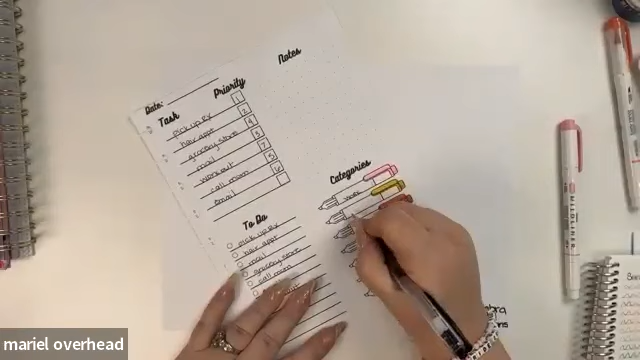 Notes
Date:
Task
Priority
pick up RX
1
hair appt
2
grocery store
4
mail
3
workout
7
call mom
5
email
6
Categories
work
To Do
pick up RX
hair appt
mail
grocery store
call mom
MILDLINER
mariel overhead